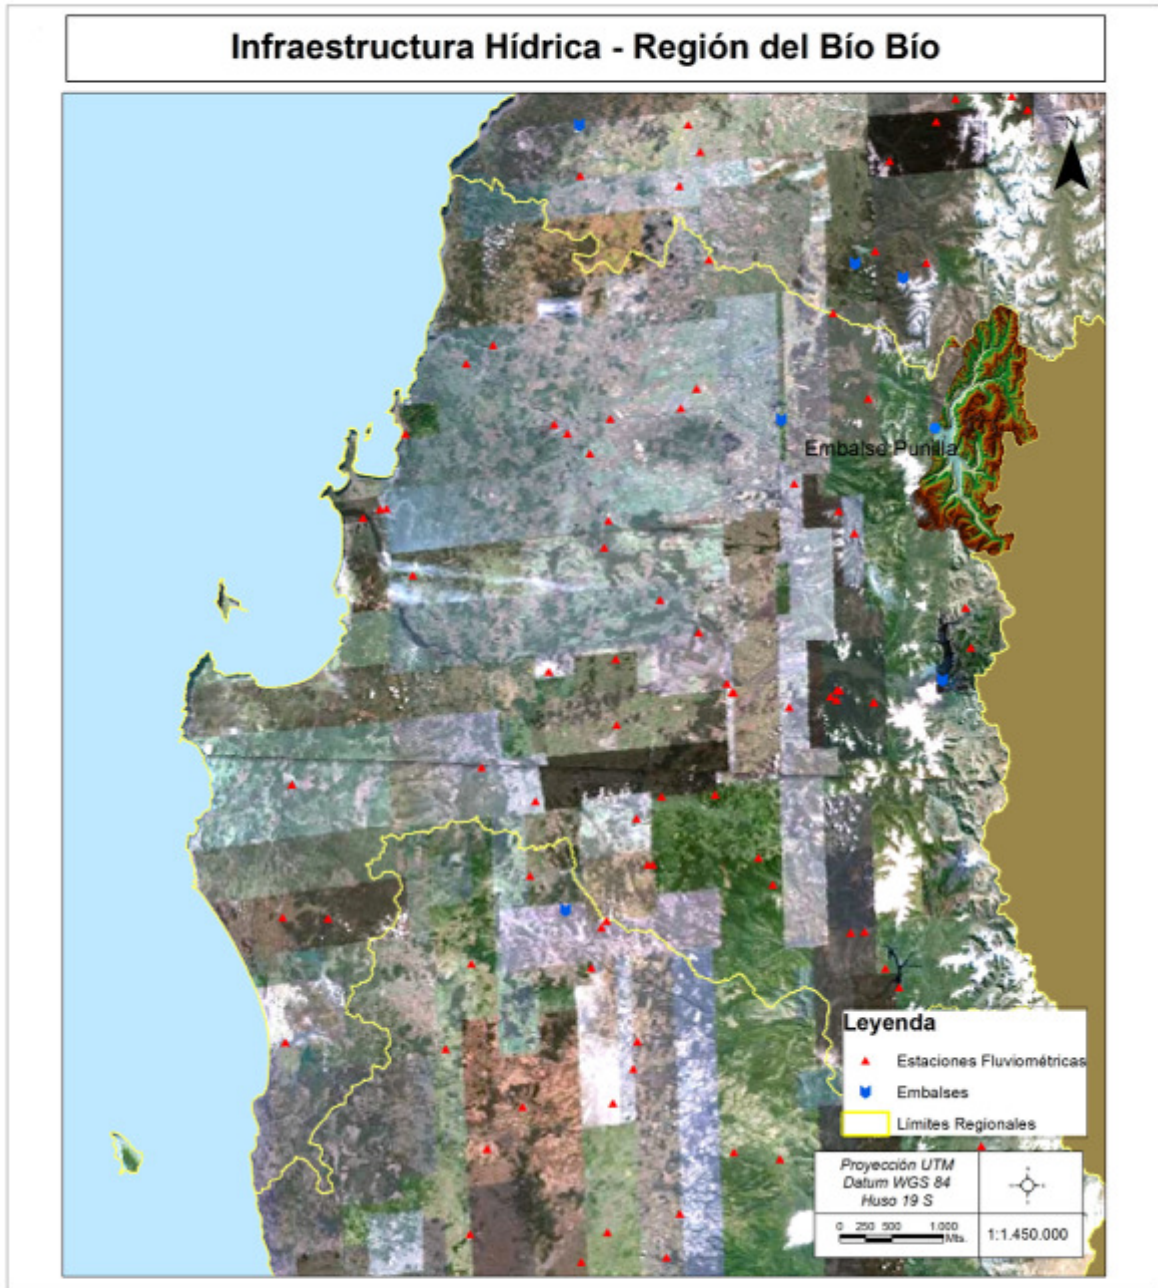 Infraestructura Hídrica - Región del Bío Bío
N
Embalse Punilla
Leyenda
Estaciones Fluviométricas
Embalses
Límites Regionales
Proyección UTM
Datum WGS 84
Huso 19 S
0 250 500 1.000
Mts.
1:1.450.000